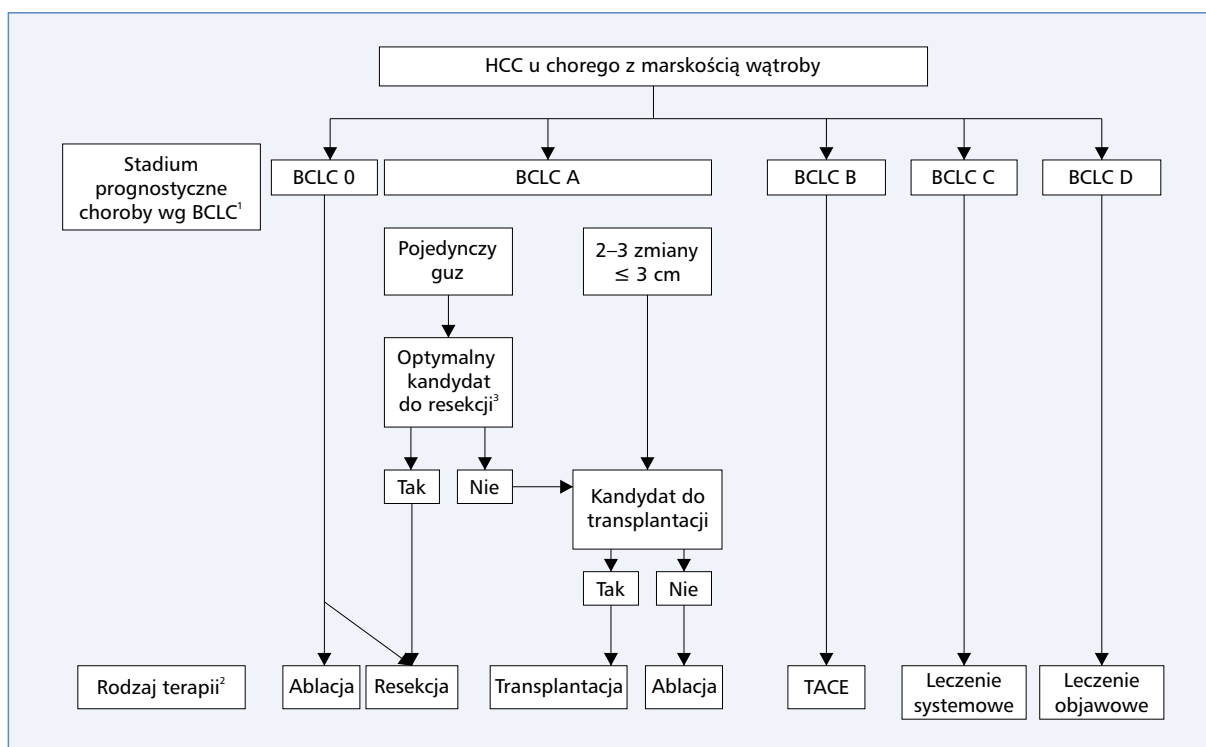 HCC u chorego z marskością wątroby
Stadium
prognostyczne
choroby wg BCLC¹
BCLC 0
BCLC A
BCLC B
BCLC C
BCLC D
Pojedynczy
guz
2–3 zmiany
≤ 3 cm
Optymalny
kandydat
do resekcji³
Tak
Nie
Kandydat do
transplantacji
Tak
Nie
Rodzaj terapii²
Ablacja
Resekcja
Transplantacja
Ablacja
TACE
Leczenie
systemowe
Leczenie
objawowe